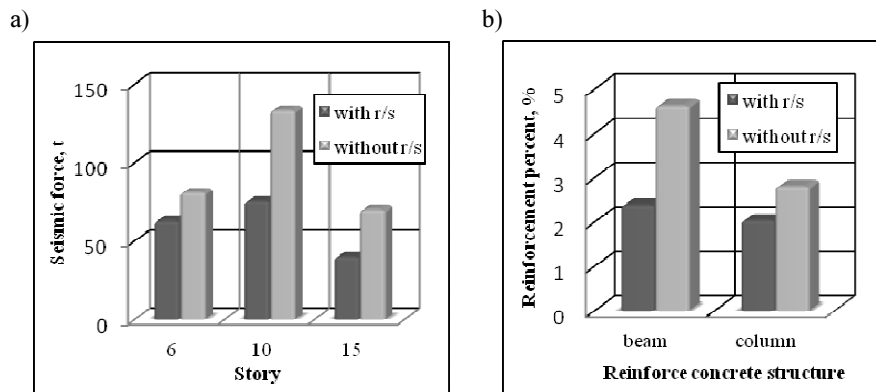 a)
150
100
50
0
Seismic force, t
with r/s
without r/s
6 10 15
Story
b)
5
4
3
2
1
0
Reinforcement percent, %
with r/s
without r/s
beam column
Reinforce concrete structure